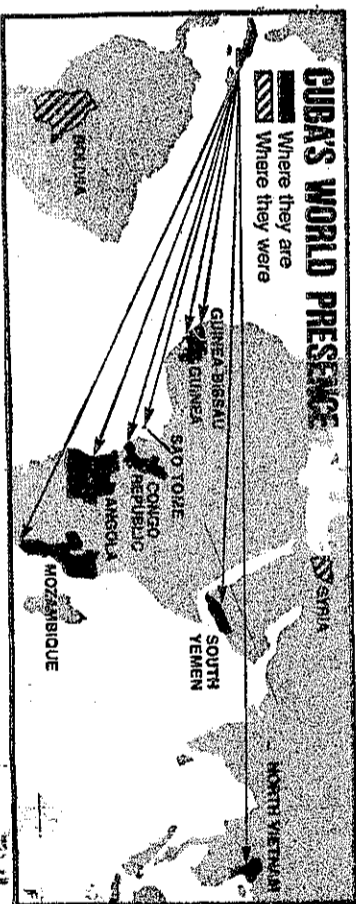 CUBA'S WORLD PRESENCE
Where they are
Where they were
BOLIVIA
GUINEA-BISSAU
GUINEA
SAO TOME
CONGO
REPUBLIC
ANGOLA
MOZAMBIQUE
SYRIA
SOUTH
YEMEN
NORTH VIETNAM